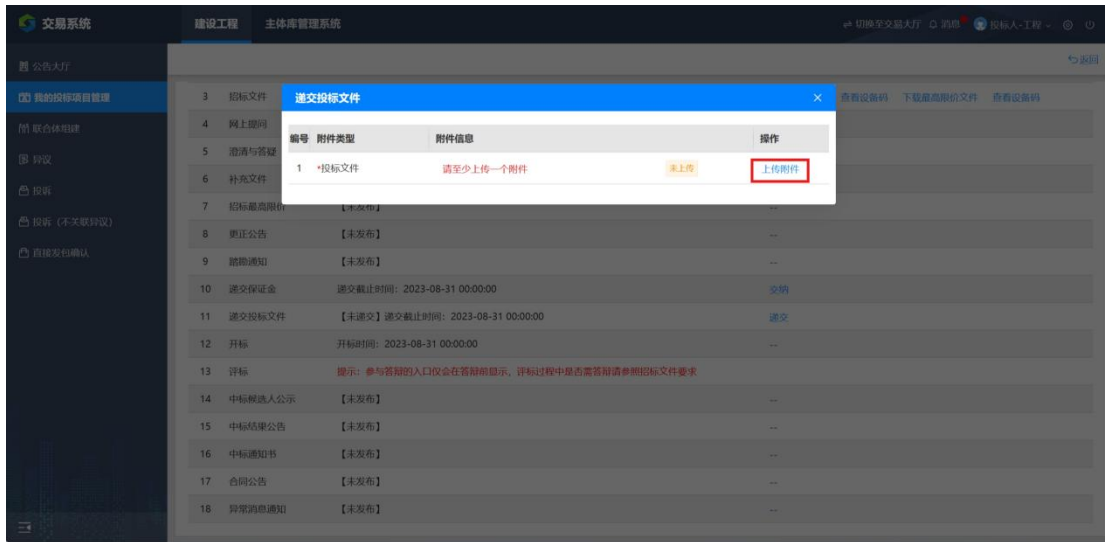 交易系统 建设工程 主体库管理系统 切换至交易大厅 消息 投标人-工程
公告大厅 返回
我的投标项目管理 3 招标文件 查看设备码 下载最高限价文件 查看设备码
递交投标文件 ×
联合体组建 4 网上提问
编号 附件类型 附件信息 操作
异议 5 澄清与答疑
1 *投标文件 请至少上传一个附件 未上传 上传附件
投诉 6 补充文件
投诉（不关联异议） 7 招标最高限价 【未发布】 --
直接发包确认 8 更正公告 【未发布】 --
9 踏勘通知 【未发布】 --
10 递交保证金 递交截止时间：2023-08-31 00:00:00 交纳
11 递交投标文件 【未递交】递交截止时间：2023-08-31 00:00:00 递交
12 开标 开标时间：2023-08-31 00:00:00 --
13 评标 提示：参与答辩的入口仅会在答辩前显示，评标过程中是否需答辩请参照招标文件要求
14 中标候选人公示 【未发布】 --
15 中标结果公告 【未发布】 --
16 中标通知书 【未发布】 --
17 合同公告 【未发布】 --
18 异常消息通知 【未发布】 --